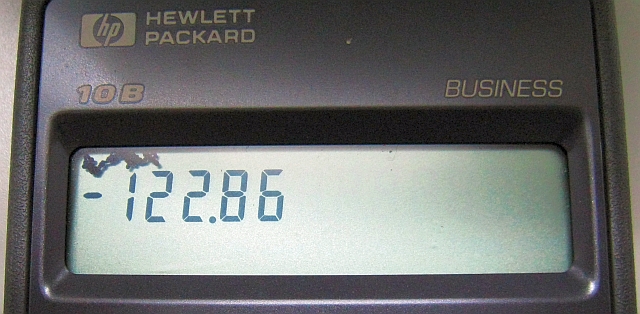 hp HEWLETT
PACKARD
10B BUSINESS
-122.86